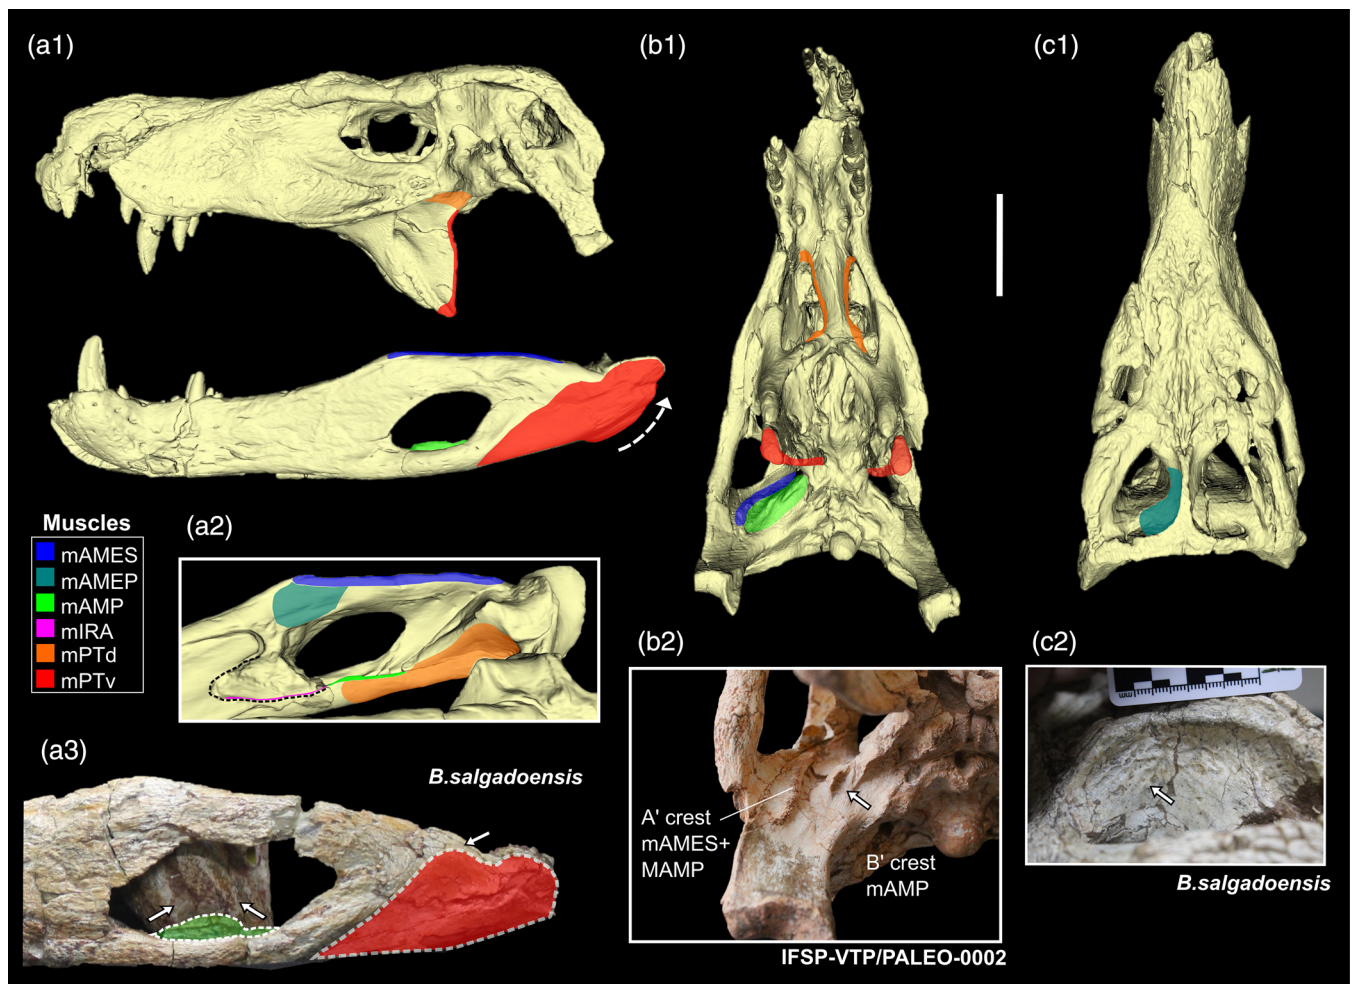 (a1)
(b1)
(c1)
Muscles
mAMES
mAMEP
mAMP
mIRA
mPTd
mPTv
(a2)
(a3)
B.salgadoensis
(b2)
A' crest
mAMES+
MAMP
B' crest
mAMP
IFSP-VTP/PALEO-0002
(c2)
mm
B.salgadoensis